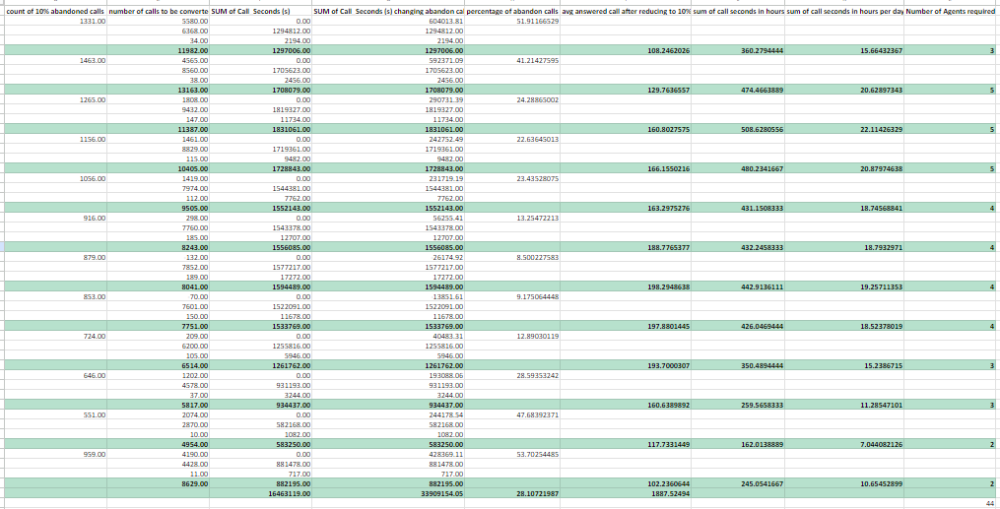 count of 10% abandoned calls number of calls to be converte SUM of Call Seconds (s) SUM of Call Seconds (s) changing abandon ca percentage of abandon calls avg answered call after reducing to 10% sum of call seconds in hours sum of call seconds in hours per day Number of Agents required
1331.00 5580.00 0.00 604013.81 51.91166529
6368.00 1294812.00 1294812.00
34.00 2194.00 2194.00
11982.00 1297006.00 1297006.00 108.2462026 360.2794444 15.66432367 3
1463.00 4565.00 0.00 592371.09 41.21427595
8560.00 1705623.00 1705623.00
38.00 2456.00 2456.00
13163.00 1708079.00 1708079.00 129.7636557 474.4663889 20.62897343 5
1265.00 1808.00 0.00 290731.39 24.28865002
9432.00 1819327.00 1819327.00
147.00 11734.00 11734.00
11387.00 1831061.00 1831061.00 160.8027575 508.6280556 22.11426329 5
1156.00 1461.00 0.00 242752.49 22.63645013
8829.00 1719361.00 1719361.00
115.00 9482.00 9482.00
10405.00 1728843.00 1728843.00 166.1550216 480.2341667 20.87974638 5
1056.00 1419.00 0.00 231719.19 23.43528075
7974.00 1544381.00 1544381.00
112.00 7762.00 7762.00
9505.00 1552143.00 1552143.00 163.2975276 431.1508333 18.74568841 4
916.00 298.00 0.00 56255.41 13.25472213
7760.00 1543378.00 1543378.00
185.00 12707.00 12707.00
8243.00 1556085.00 1556085.00 188.7765377 432.2458333 18.7932971 4
879.00 132.00 0.00 26174.92 8.500227583
7852.00 1577217.00 1577217.00
189.00 17272.00 17272.00
8041.00 1594489.00 1594489.00 198.2948638 442.9136111 19.25711353 4
853.00 70.00 0.00 13851.61 9.175064448
7601.00 1522091.00 1522091.00
150.00 11678.00 11678.00
7751.00 1533769.00 1533769.00 197.8801445 426.0469444 18.52378019 4
724.00 209.00 0.00 40483.31 12.89030119
6200.00 1255816.00 1255816.00
105.00 5946.00 5946.00
6514.00 1261762.00 1261762.00 193.7000307 350.4894444 15.2386715 3
646.00 1202.00 0.00 193088.06 28.59353242
4578.00 931193.00 931193.00
37.00 3244.00 3244.00
5817.00 934437.00 934437.00 160.6389892 259.5658333 11.28547101 3
551.00 2074.00 0.00 244178.54 47.68392371
2870.00 582168.00 582168.00
10.00 1082.00 1082.00
4954.00 583250.00 583250.00 117.7331449 162.0138889 7.044082126 2
959.00 4190.00 0.00 428369.11 53.70254485
4428.00 881478.00 881478.00
11.00 717.00 717.00
8629.00 882195.00 882195.00 102.2360644 245.0541667 10.65452899 2
16463119.00 33909154.05 28.10721987 1887.52494
44